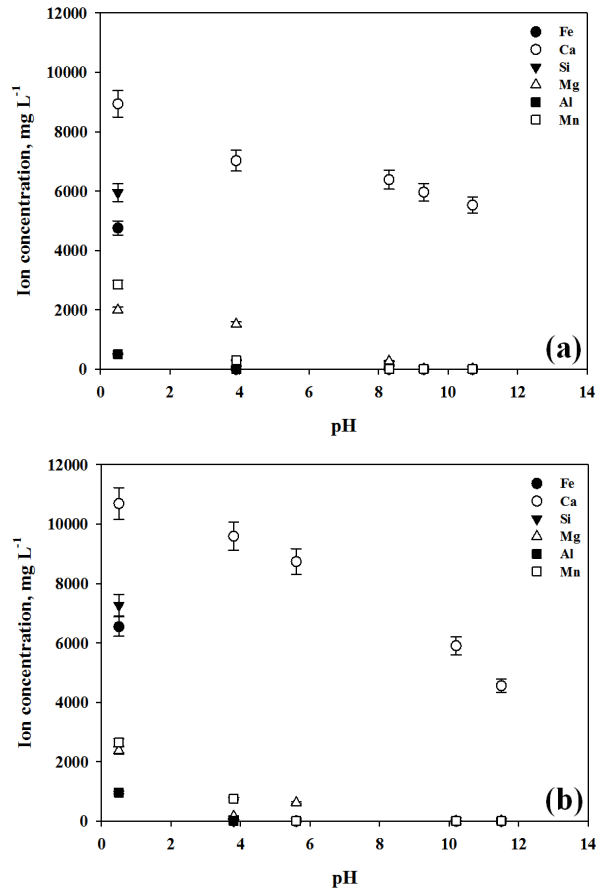 12000
10000
8000
6000
4000
2000
0
Ion concentration, mg L⁻¹
Fe
Ca
Si
Mg
Al
Mn
(a)
0 2 4 6 8 10 12 14
pH
12000
10000
8000
6000
4000
2000
0
Ion concentration, mg L⁻¹
Fe
Ca
Si
Mg
Al
Mn
(b)
0 2 4 6 8 10 12 14
pH